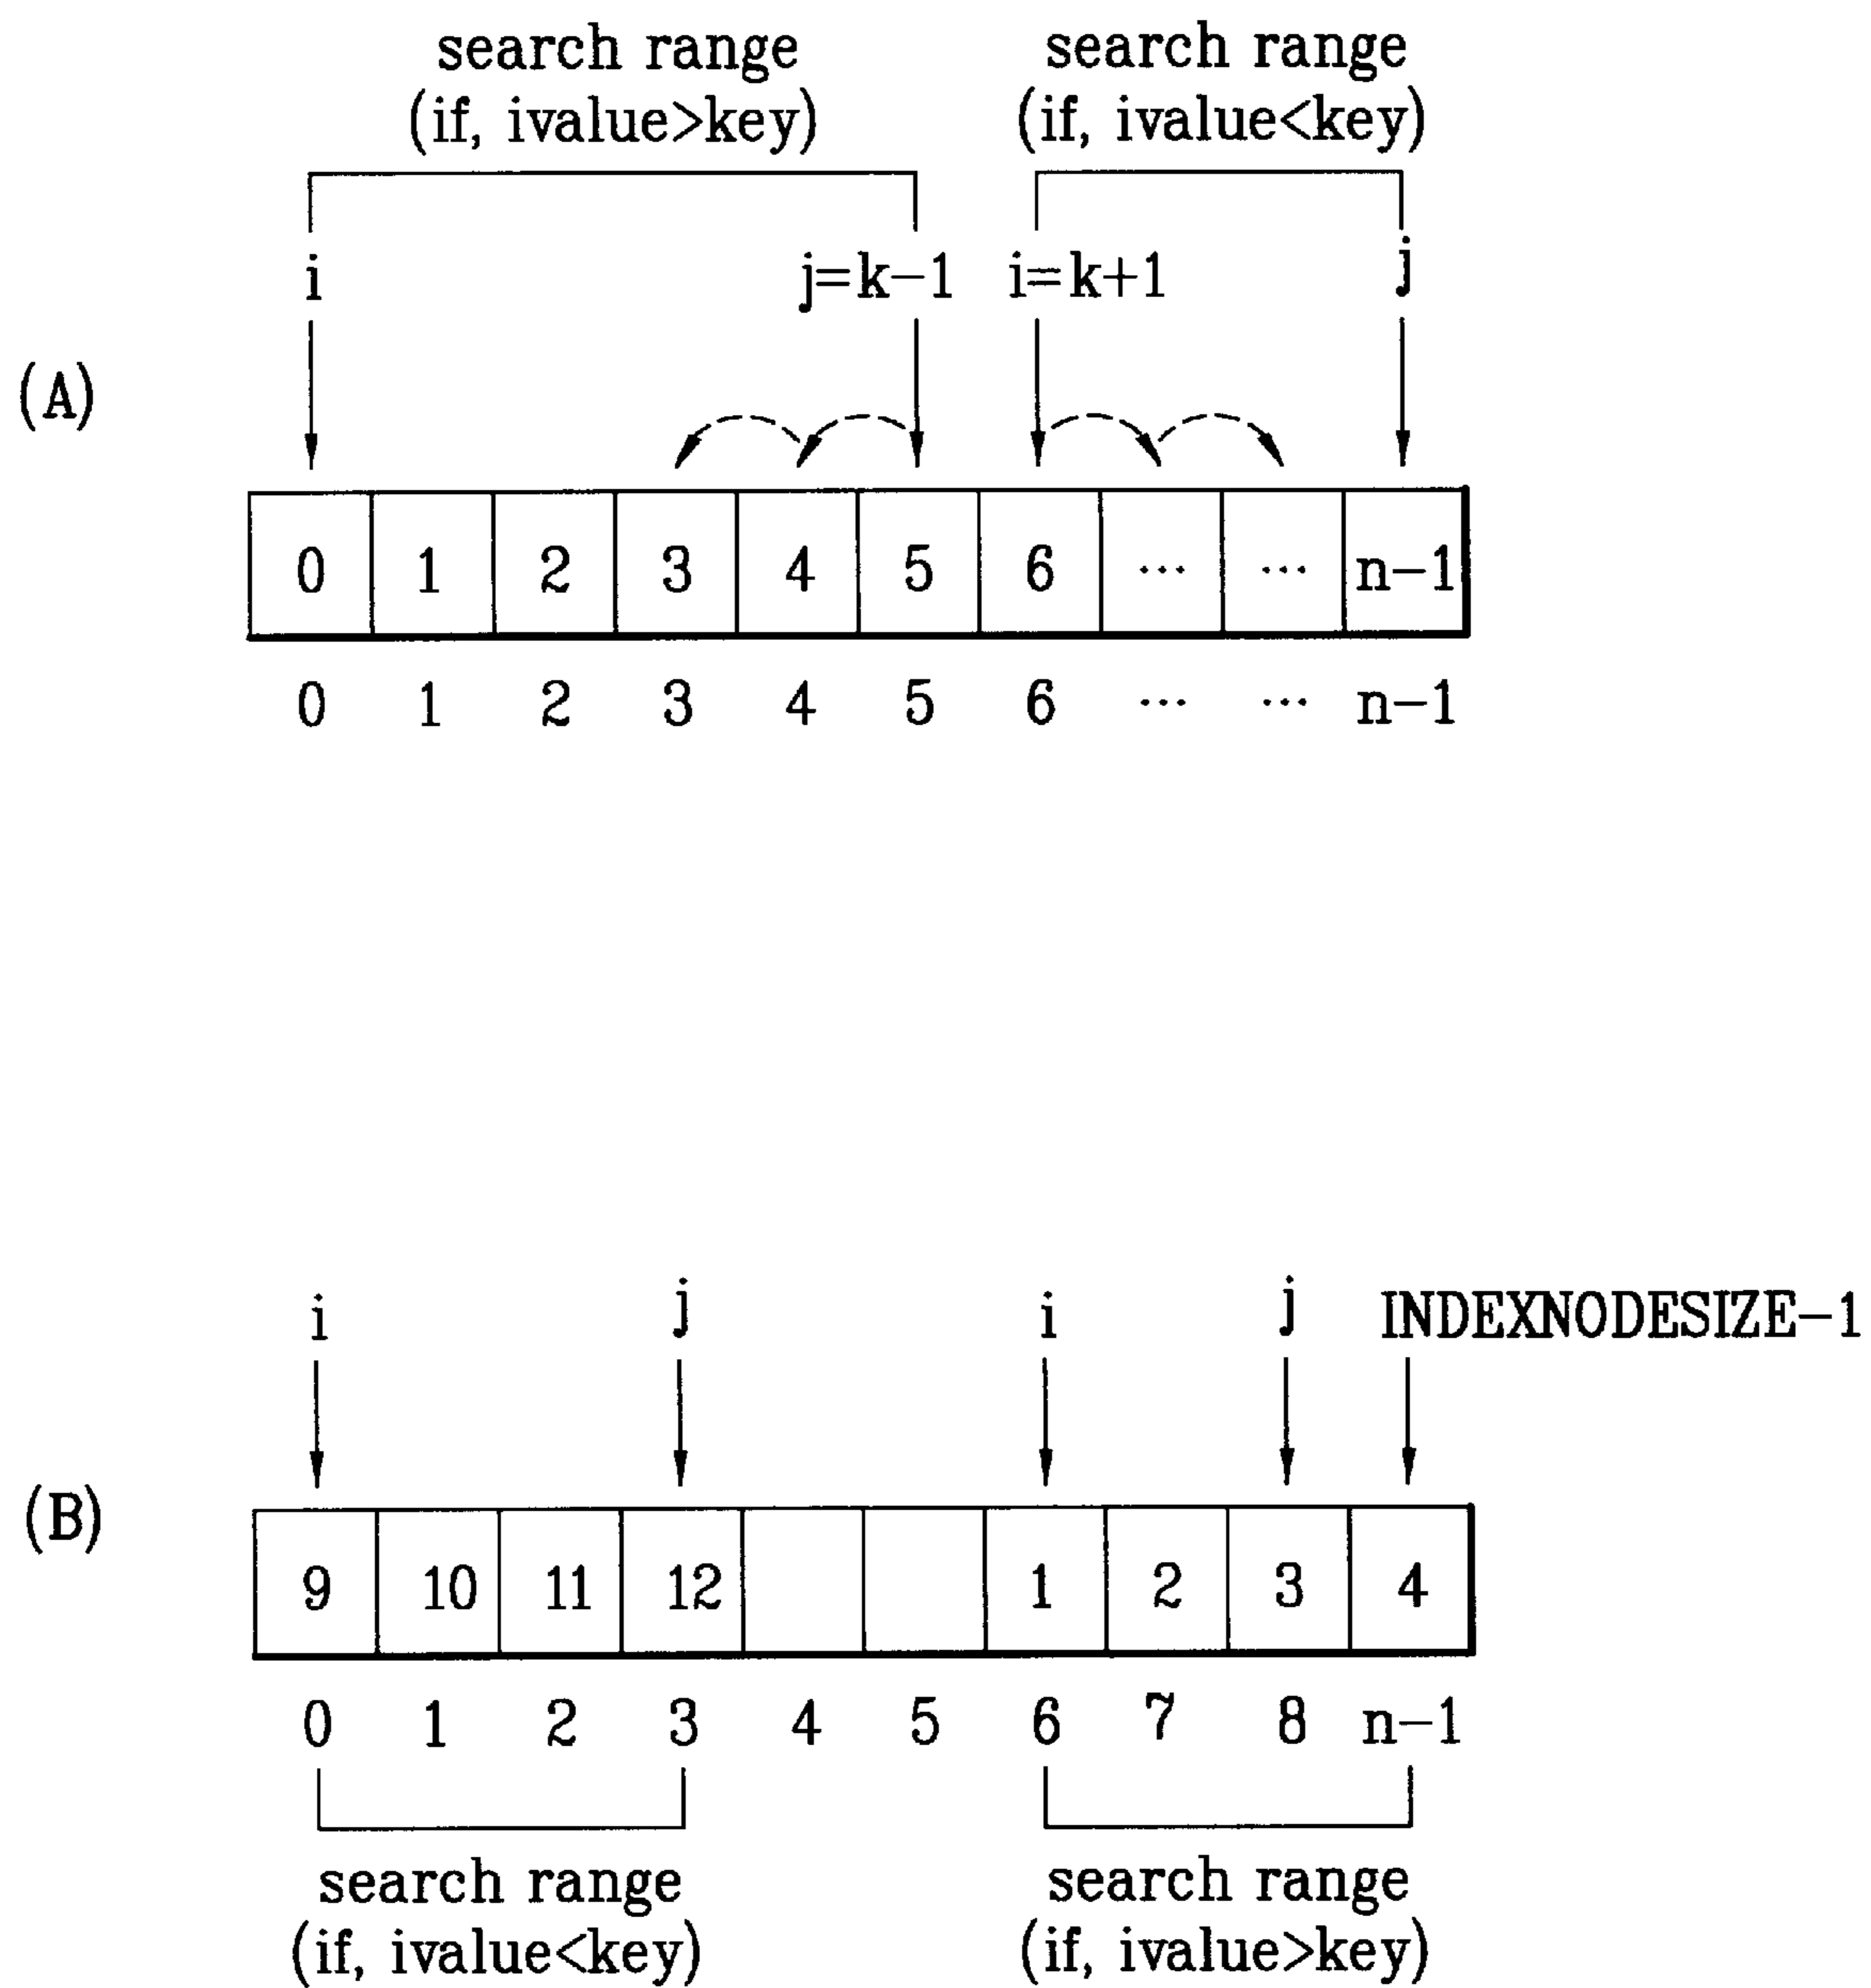 search range search range
(if, ivalue>key) (if, ivalue<key)
i j=k-1 i=k+1 j
(A)
0 1 2 3 4 5 6 ... ... n-1
0 1 2 3 4 5 6 ... ... n-1
i j i j INDEXNODESIZE-1
(B)
9 10 11 12 1 2 3 4
0 1 2 3 4 5 6 7 8 n-1
search range search range
(if, ivalue<key) (if, ivalue>key)